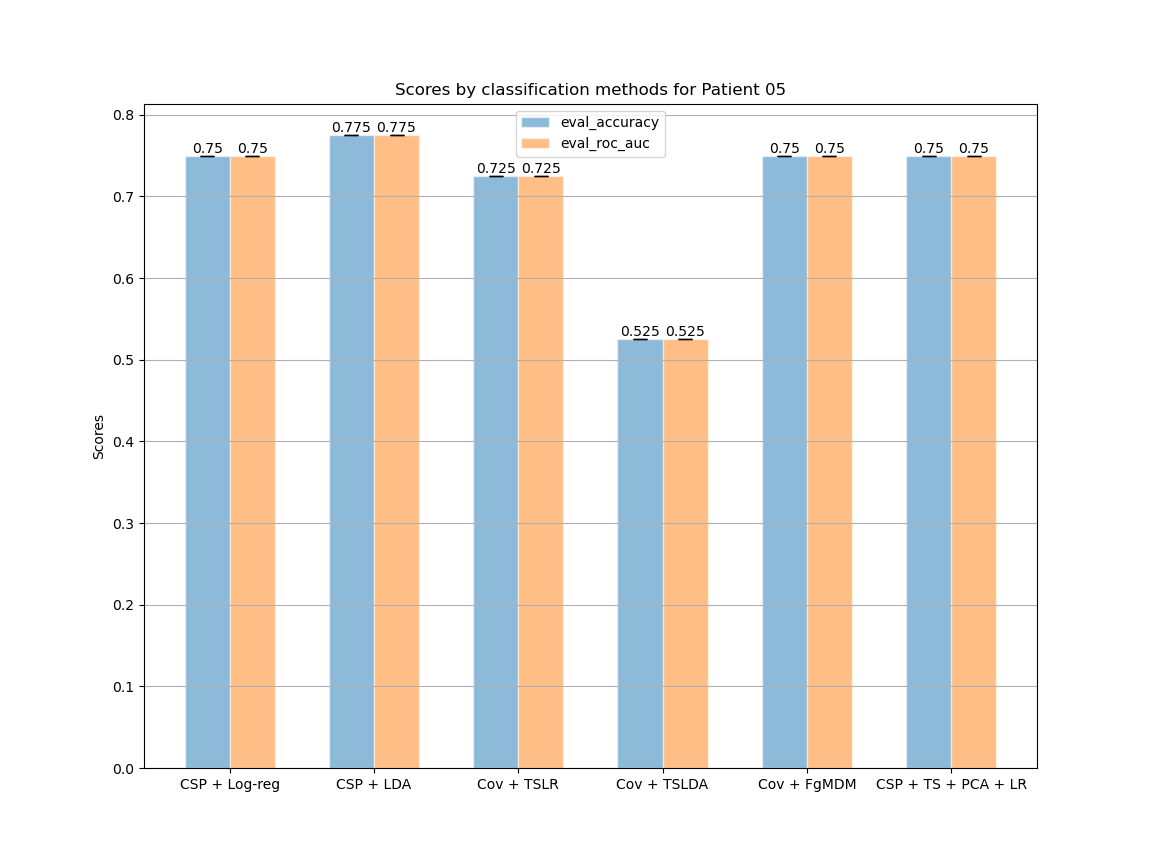 Scores by classification methods for Patient 05
eval_accuracy
eval_roc_auc
0.75 0.75
0.775 0.775
0.725 0.725
0.525 0.525
0.75 0.75
0.75 0.75
Scores
0.8
0.7
0.6
0.5
0.4
0.3
0.2
0.1
0.0
CSP + Log-reg
CSP + LDA
Cov + TSLR
Cov + TSLDA
Cov + FgMDM
CSP + TS + PCA + LR